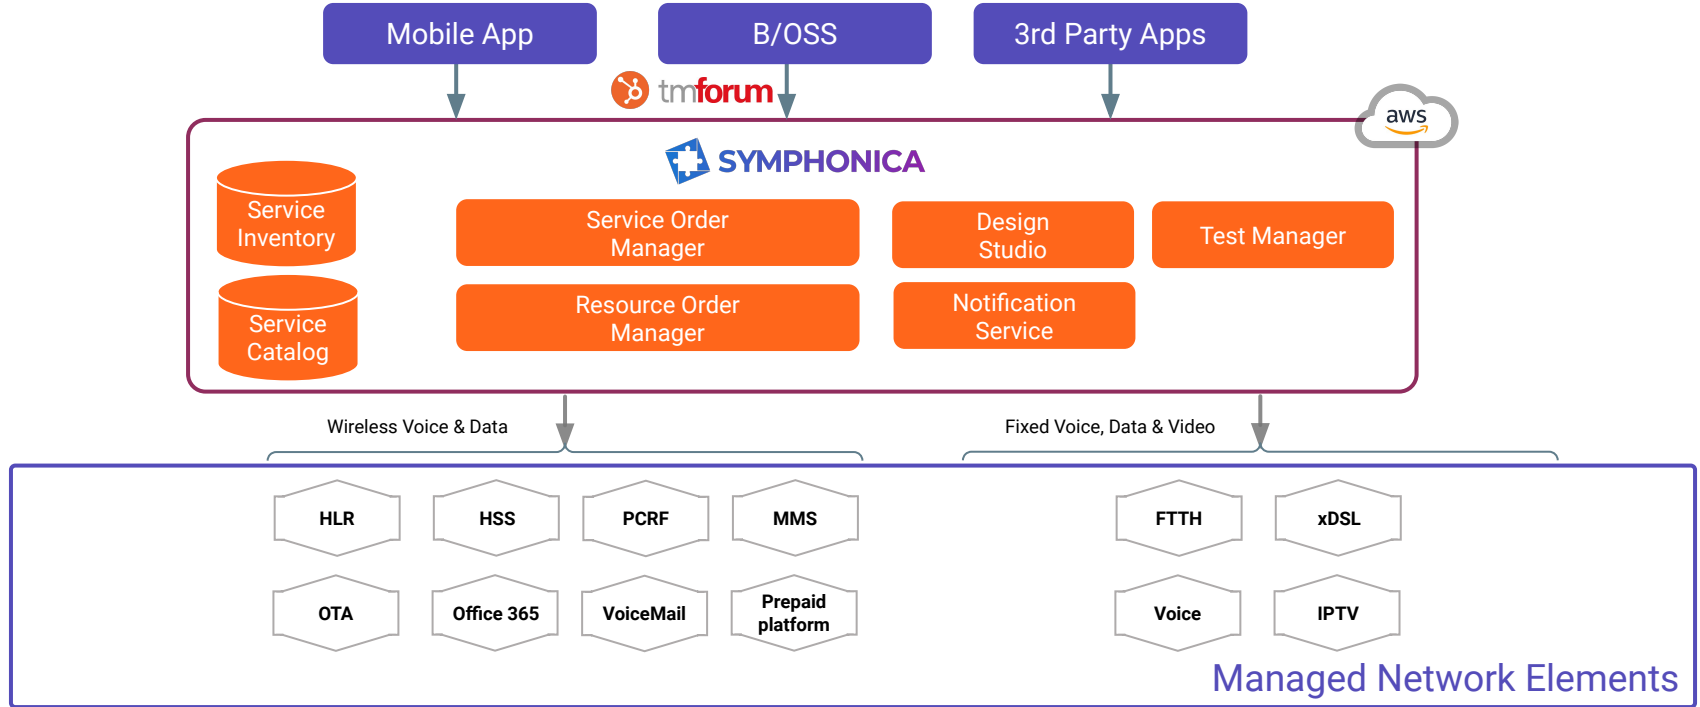 Mobile App
B/OSS
3rd Party Apps
tmforum
aws
SYMPHONICA
Service
Inventory
Service Order
Manager
Design
Studio
Test Manager
Service
Catalog
Resource Order
Manager
Notification
Service
Wireless Voice & Data
Fixed Voice, Data & Video
HLR
HSS
PCRF
MMS
FTTH
xDSL
OTA
Office 365
VoiceMail
Prepaid
platform
Voice
IPTV
Managed Network Elements